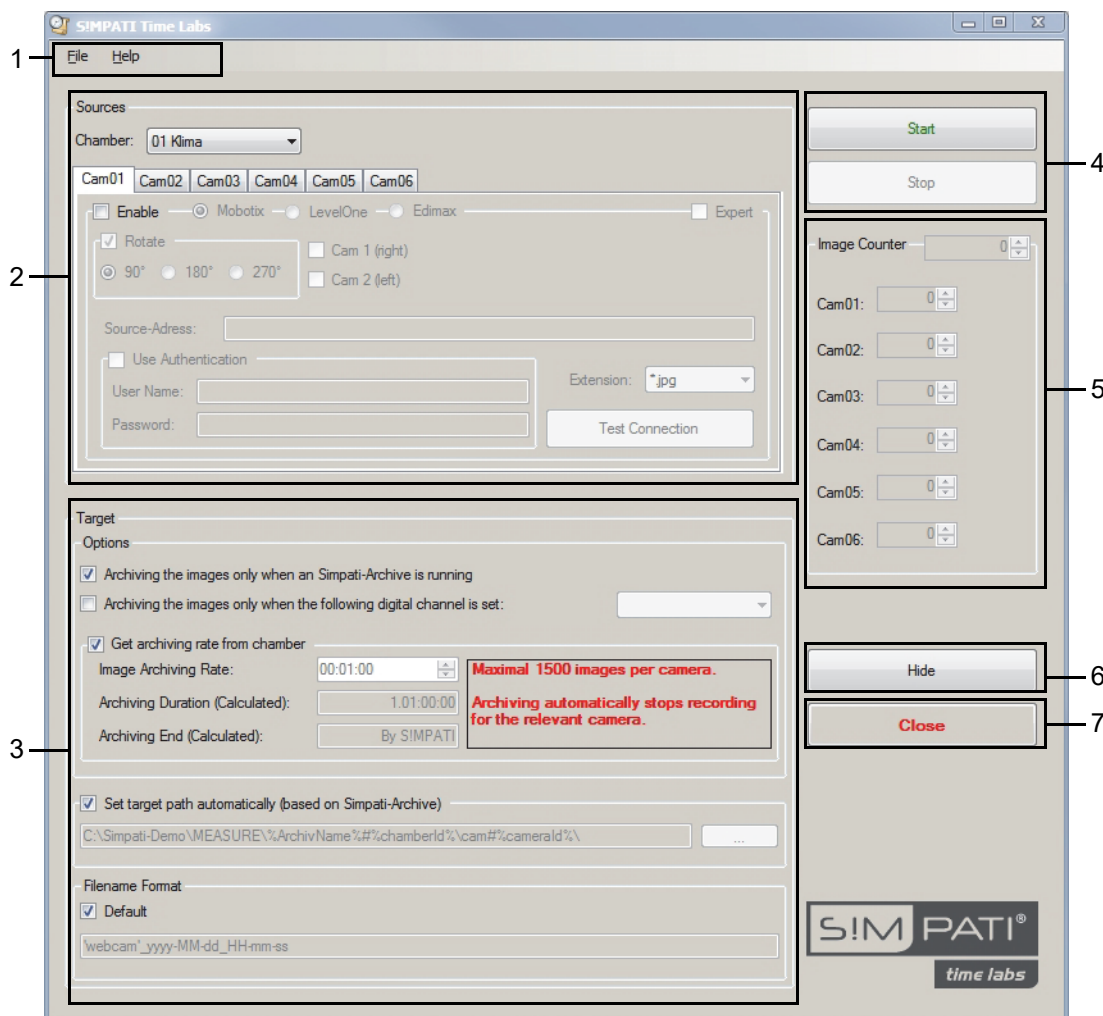 S!MPATI Time Labs
1
File Help
Sources
Chamber: 01 Klima
Cam01 Cam02 Cam03 Cam04 Cam05 Cam06
Enable Mobotix LevelOne Edimax Expert
Rotate
90° 180° 270°
Cam 1 (right)
Cam 2 (left)
2
Source-Adress:
Use Authentication
User Name:
Password:
Extension: *.jpg
Test Connection
Start
Stop
4
Image Counter 0
Cam01: 0
Cam02: 0
Cam03: 0
Cam04: 0
Cam05: 0
Cam06: 0
5
Target
Options
Archiving the images only when an Simpati-Archive is running
Archiving the images only when the following digital channel is set:
Get archiving rate from chamber
Image Archiving Rate: 00:01:00
Archiving Duration (Calculated): 1.01:00:00
Archiving End (Calculated): By S!MPATI
Maximal 1500 images per camera.
Archiving automatically stops recording
for the relevant camera.
3
Set target path automatically (based on Simpati-Archive)
C:\Simpati-Demo\MEASURE\%ArchivName%#%chamberId%\cam#%cameraId%\
...
Filename Format
Default
'webcam'_yyyy-MM-dd_HH-mm-ss
Hide
6
Close
7
S!MPATI®
time labs